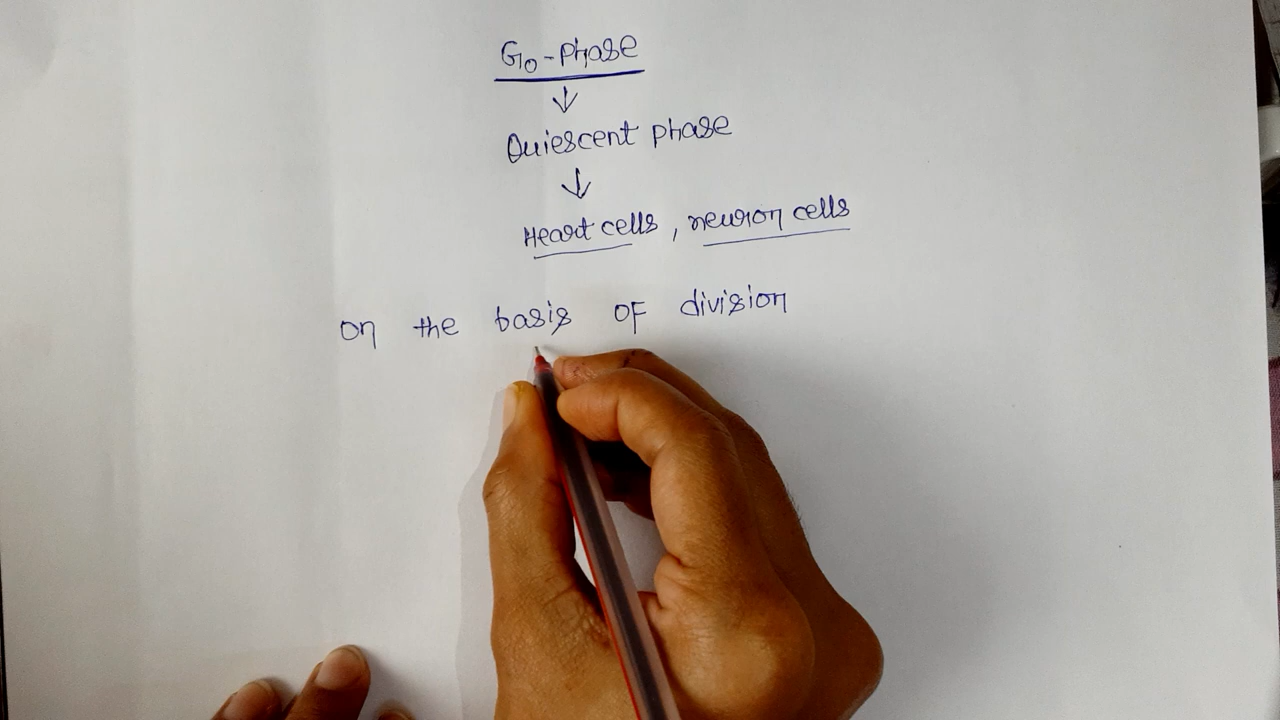 G0-Phase
Quiescent phase
Heart cells, neuron cells
on the basis of division